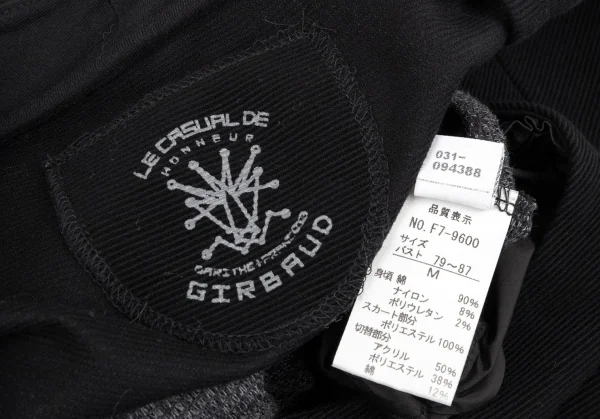 LE CASUAL DE
HONNEUR
MARITHE+FRANCOIS
GIRBAUD
031-
094388
品質表示
NO. F7-9600
サイズ
バスト 79～87
M
身頃 綿 90%
ナイロン 8%
ポリウレタン 2%
スカート部分
ポリエステル 100%
切替部分
アクリル 50%
ポリエステル 38%
綿 12%